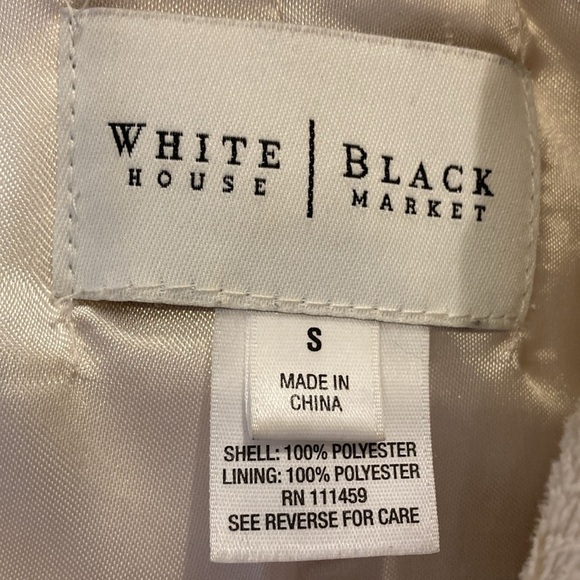 WHITE
HOUSE
BLACK
MARKET
S
MADE IN
CHINA
SHELL: 100% POLYESTER
LINING: 100% POLYESTER
RN 111459
SEE REVERSE FOR CARE